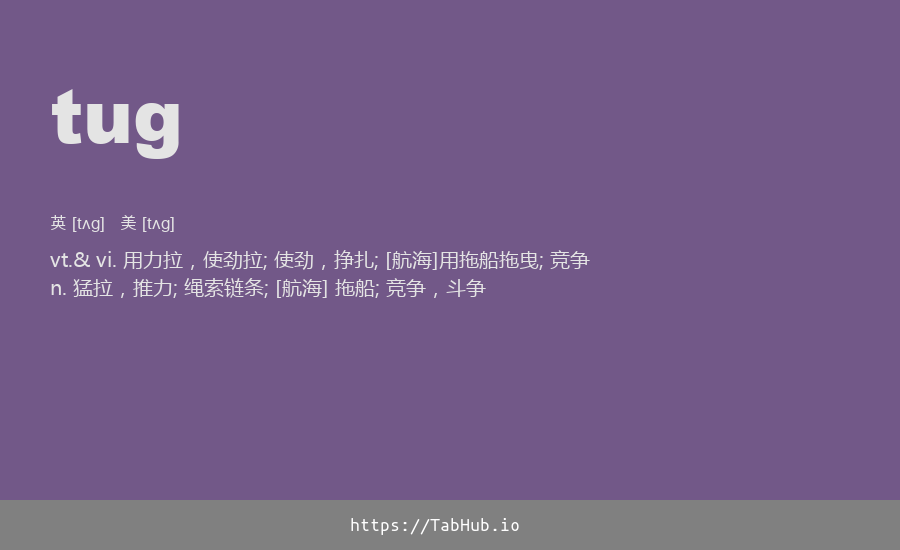 tug
英 [tʌg] 美 [tʌg]
vt.& vi. 用力拉，使劲拉; 使劲，挣扎; [航海]用拖船拖曳; 竞争
n. 猛拉，推力; 绳索链条; [航海] 拖船; 竞争，斗争
https://TabHub.io